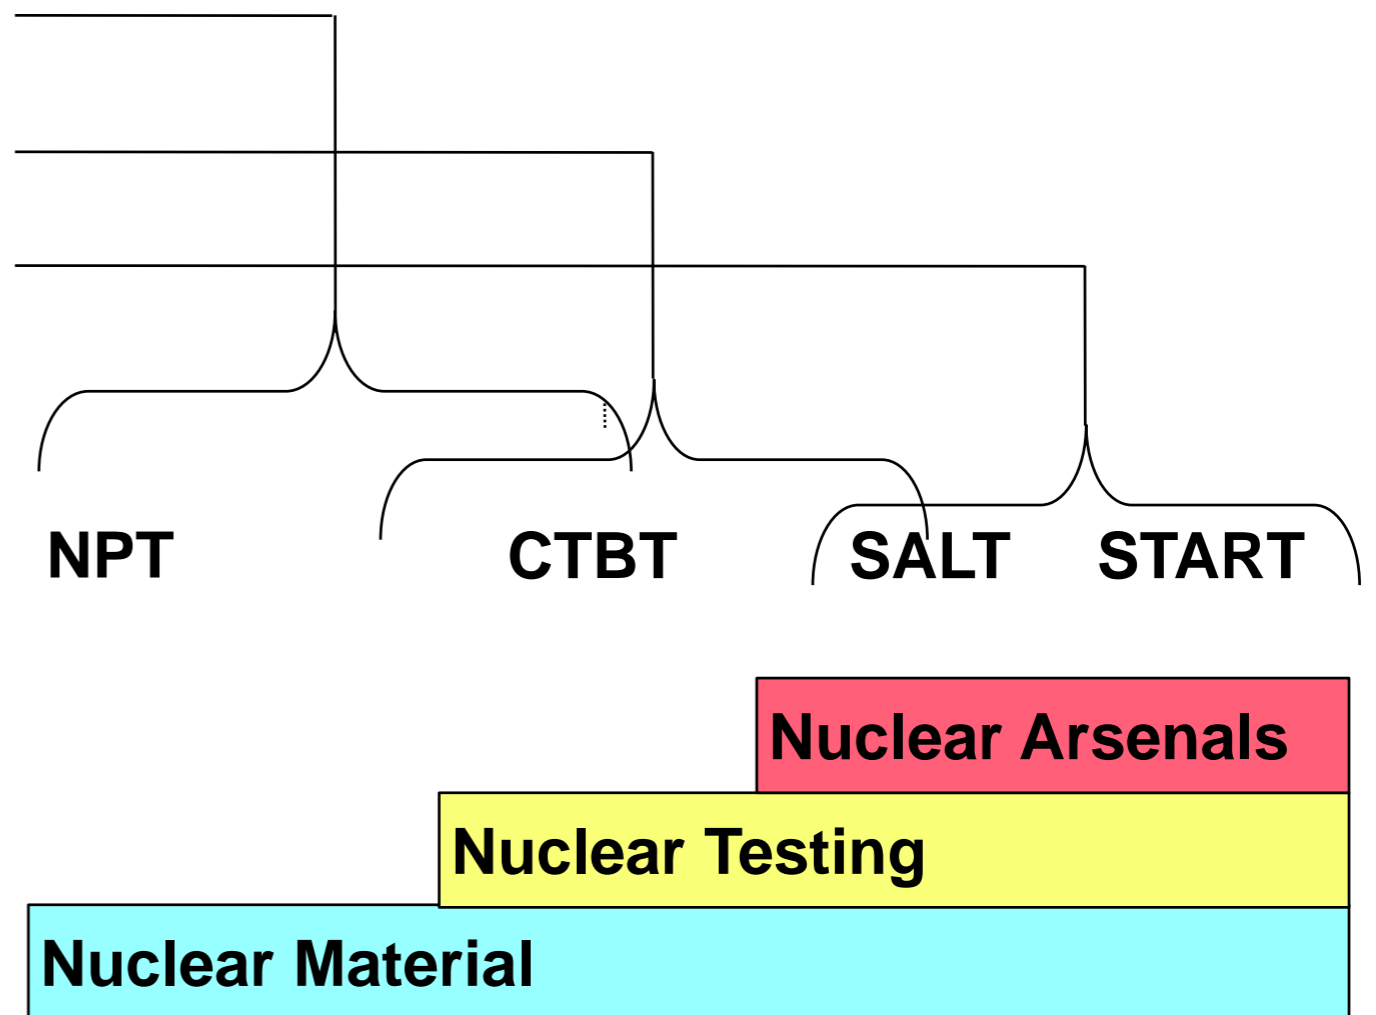 NPT CTBT SALT START
Nuclear Arsenals
Nuclear Testing
Nuclear Material